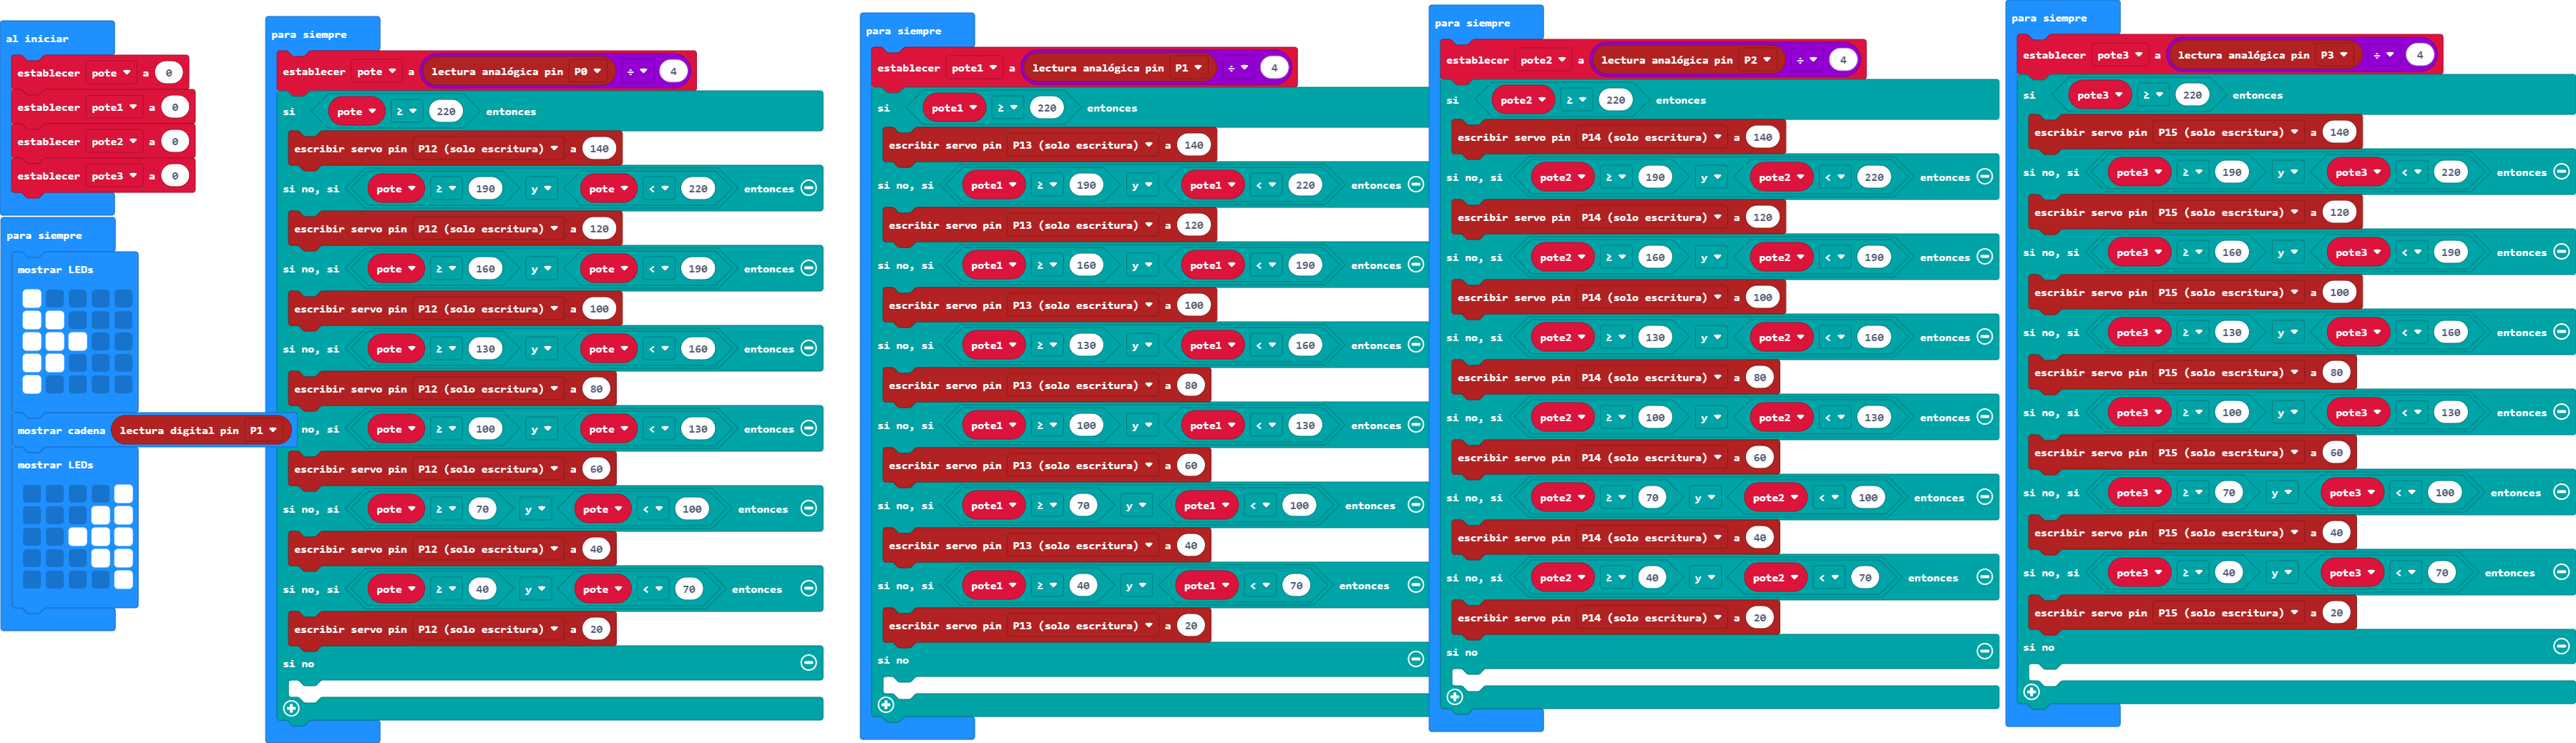 al iniciar
establecer pote a 0
establecer pote1 a 0
establecer pote2 a 0
establecer pote3 a 0
para siempre
mostrar LEDs
mostrar cadena lectura digital pin P1
mostrar LEDs
para siempre
establecer pote a lectura analógica pin P0 ÷ 4
si pote ≥ 220 entonces
escribir servo pin P12 (solo escritura) a 140
si no, si pote ≥ 190 y pote < 220 entonces
escribir servo pin P12 (solo escritura) a 120
si no, si pote ≥ 160 y pote < 190 entonces
escribir servo pin P12 (solo escritura) a 100
si no, si pote ≥ 130 y pote < 160 entonces
escribir servo pin P12 (solo escritura) a 80
no, si pote ≥ 100 y pote < 130 entonces
escribir servo pin P12 (solo escritura) a 60
si no, si pote ≥ 70 y pote < 100 entonces
escribir servo pin P12 (solo escritura) a 40
si no, si pote ≥ 40 y pote < 70 entonces
escribir servo pin P12 (solo escritura) a 20
si no
para siempre
establecer pote1 a lectura analógica pin P1 ÷ 4
si pote1 ≥ 220 entonces
escribir servo pin P13 (solo escritura) a 140
si no, si pote1 ≥ 190 y pote1 < 220 entonces
escribir servo pin P13 (solo escritura) a 120
si no, si pote1 ≥ 160 y pote1 < 190 entonces
escribir servo pin P13 (solo escritura) a 100
si no, si pote1 ≥ 130 y pote1 < 160 entonces
escribir servo pin P13 (solo escritura) a 80
si no, si pote1 ≥ 100 y pote1 < 130 entonces
escribir servo pin P13 (solo escritura) a 60
si no, si pote1 ≥ 70 y pote1 < 100 entonces
escribir servo pin P13 (solo escritura) a 40
si no, si pote1 ≥ 40 y pote1 < 70 entonces
escribir servo pin P13 (solo escritura) a 20
si no
para siempre
establecer pote2 a lectura analógica pin P2 ÷ 4
si pote2 ≥ 220 entonces
escribir servo pin P14 (solo escritura) a 140
si no, si pote2 ≥ 190 y pote2 < 220 entonces
escribir servo pin P14 (solo escritura) a 120
si no, si pote2 ≥ 160 y pote2 < 190 entonces
escribir servo pin P14 (solo escritura) a 100
si no, si pote2 ≥ 130 y pote2 < 160 entonces
escribir servo pin P14 (solo escritura) a 80
si no, si pote2 ≥ 100 y pote2 < 130 entonces
escribir servo pin P14 (solo escritura) a 60
si no, si pote2 ≥ 70 y pote2 < 100 entonces
escribir servo pin P14 (solo escritura) a 40
si no, si pote2 ≥ 40 y pote2 < 70 entonces
escribir servo pin P14 (solo escritura) a 20
si no
para siempre
establecer pote3 a lectura analógica pin P3 ÷ 4
si pote3 ≥ 220 entonces
escribir servo pin P15 (solo escritura) a 140
si no, si pote3 ≥ 190 y pote3 < 220 entonces
escribir servo pin P15 (solo escritura) a 120
si no, si pote3 ≥ 160 y pote3 < 190 entonces
escribir servo pin P15 (solo escritura) a 100
si no, si pote3 ≥ 130 y pote3 < 160 entonces
escribir servo pin P15 (solo escritura) a 80
si no, si pote3 ≥ 100 y pote3 < 130 entonces
escribir servo pin P15 (solo escritura) a 60
si no, si pote3 ≥ 70 y pote3 < 100 entonces
escribir servo pin P15 (solo escritura) a 40
si no, si pote3 ≥ 40 y pote3 < 70 entonces
escribir servo pin P15 (solo escritura) a 20
si no